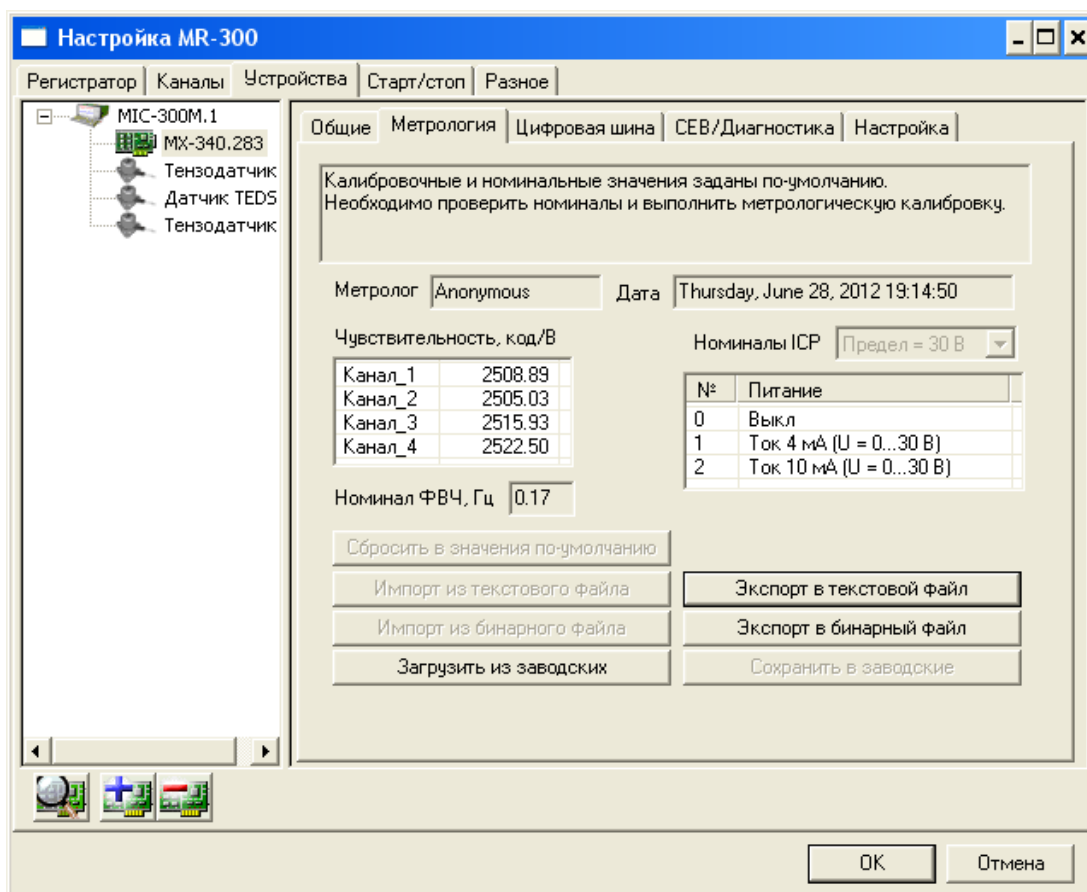 Настройка MR-300
Регистратор Каналы Устройства Старт/стоп Разное
MIC-300M.1
MX-340.283
Тензодатчик
Датчик TEDS
Тензодатчик
Общие Метрология Цифровая шина СЕВ/Диагностика Настройка
Калибровочные и номинальные значения заданы по-умолчанию.
Необходимо проверить номиналы и выполнить метрологическую калибровку.
Метролог Anonymous Дата Thursday, June 28, 2012 19:14:50
Чувствительность, код/В
Канал_1 2508.89
Канал_2 2505.03
Канал_3 2515.93
Канал_4 2522.50
Номинал ФВЧ, Гц 0.17
Номиналы ICP Предел = 30 В
№ Питание
0 Выкл
1 Ток 4 мА (U = 0...30 В)
2 Ток 10 мА (U = 0...30 В)
Сбросить в значения по-умолчанию
Импорт из текстового файла Экспорт в текстовой файл
Импорт из бинарного файла Экспорт в бинарный файл
Загрузить из заводских Сохранить в заводские
OK Отмена